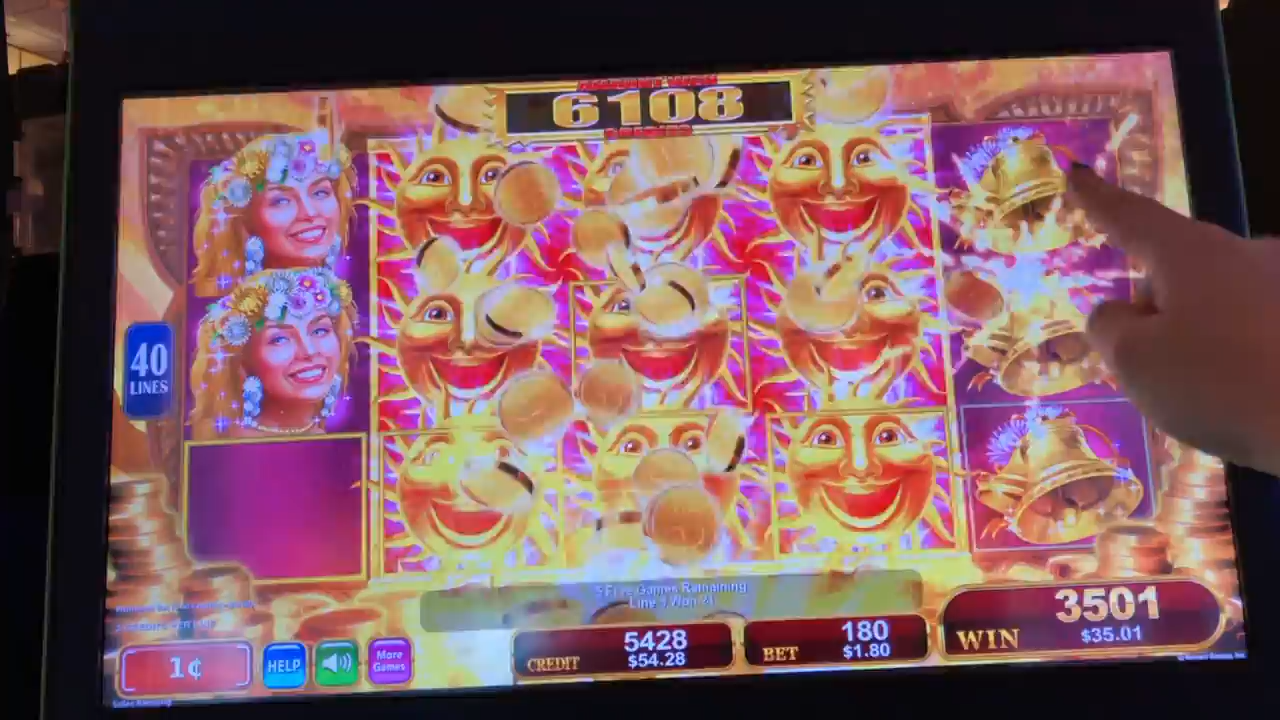 6108
40
LINES
5 Free Games Remaining
1¢
HELP
More
Games
CREDIT
5428
$54.28
BET
180
$1.80
WIN
3501
$35.01